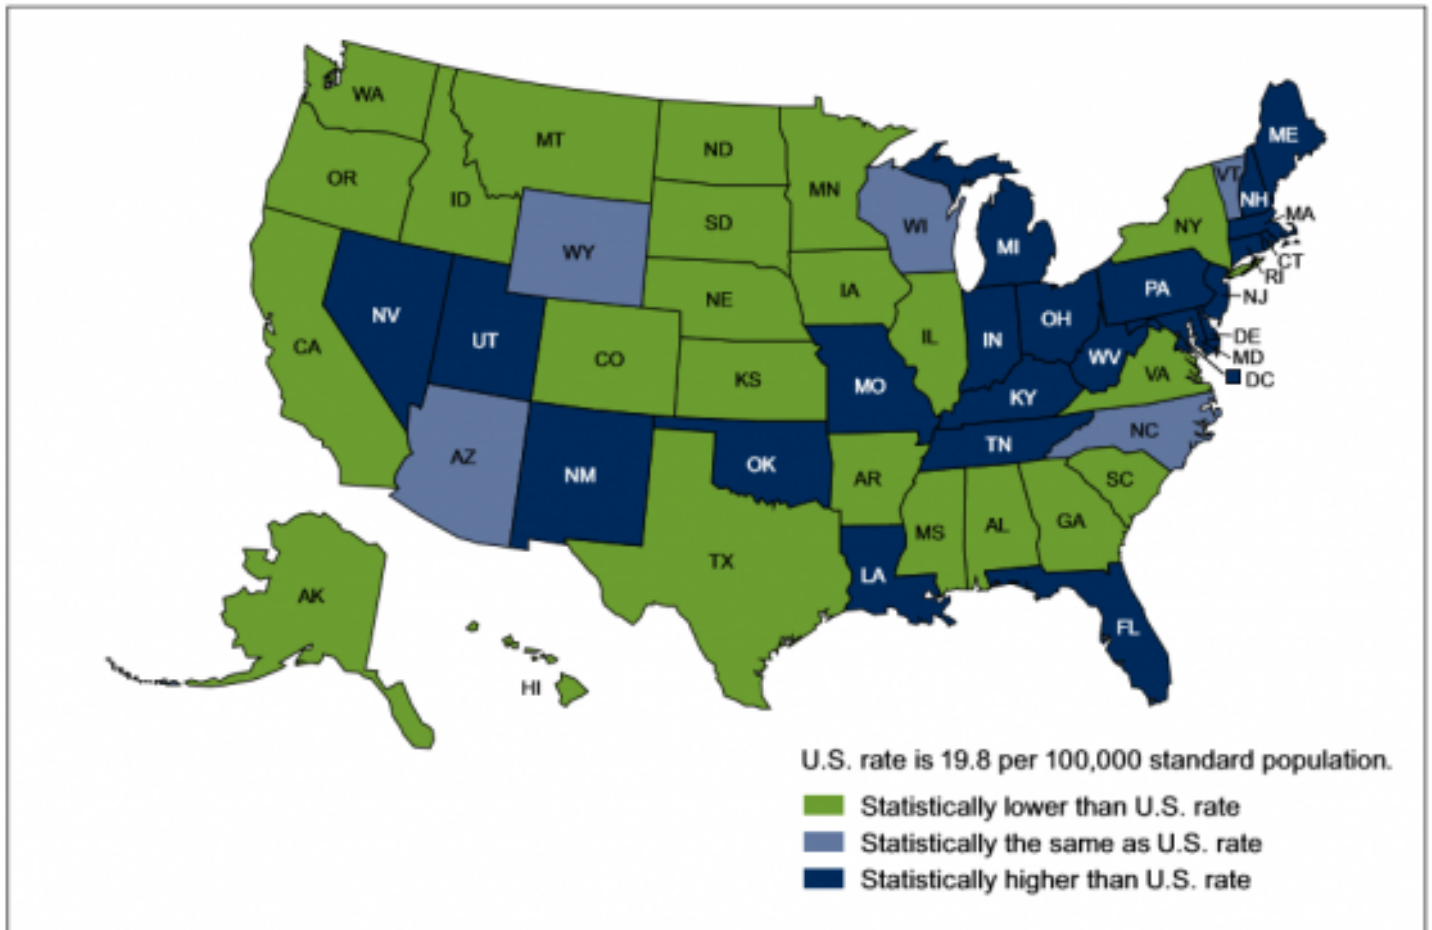 WA
MT
ND
ME
OR
ID
MN
VT
SD
NH
WI
NY
MA
WY
MI
CT
RI
IA
PA
NJ
NE
NV
OH
UT
IL
IN
DE
CA
CO
WV
MD
KS
VA
DC
MO
KY
NC
TN
AZ
OK
NM
AR
SC
MS
AL
GA
TX
LA
AK
FL
HI
U.S. rate is 19.8 per 100,000 standard population.
Statistically lower than U.S. rate
Statistically the same as U.S. rate
Statistically higher than U.S. rate